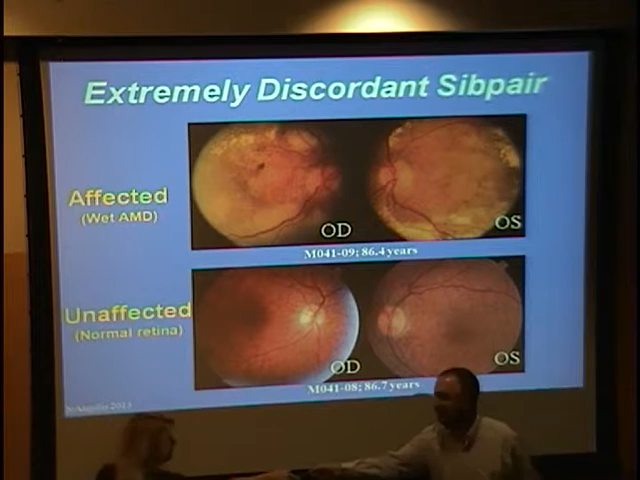 Extremely Discordant Sibpair
Affected
(Wet AMD)
OD
OS
M041-09; 86.4 years
Unaffected
(Normal retina)
OD
OS
M041-08; 86.7 years